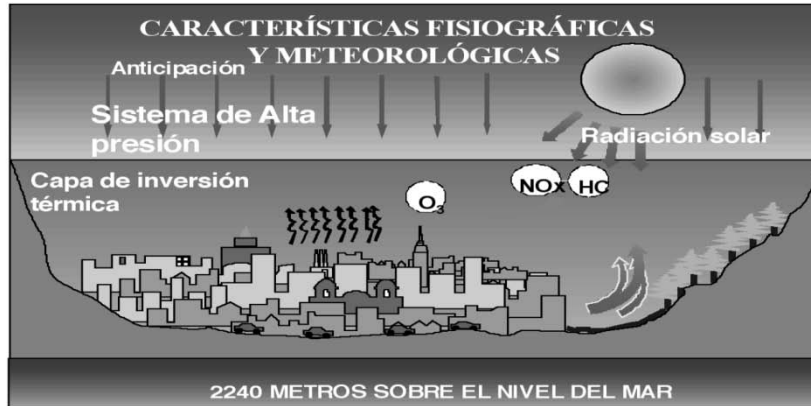 CARACTERÍSTICAS FISIOGRÁFICAS
Y METEOROLÓGICAS
Anticipación
Sistema de Alta
presión
Radiación solar
Capa de inversión
térmica
O3
NOx HC
2240 METROS SOBRE EL NIVEL DEL MAR